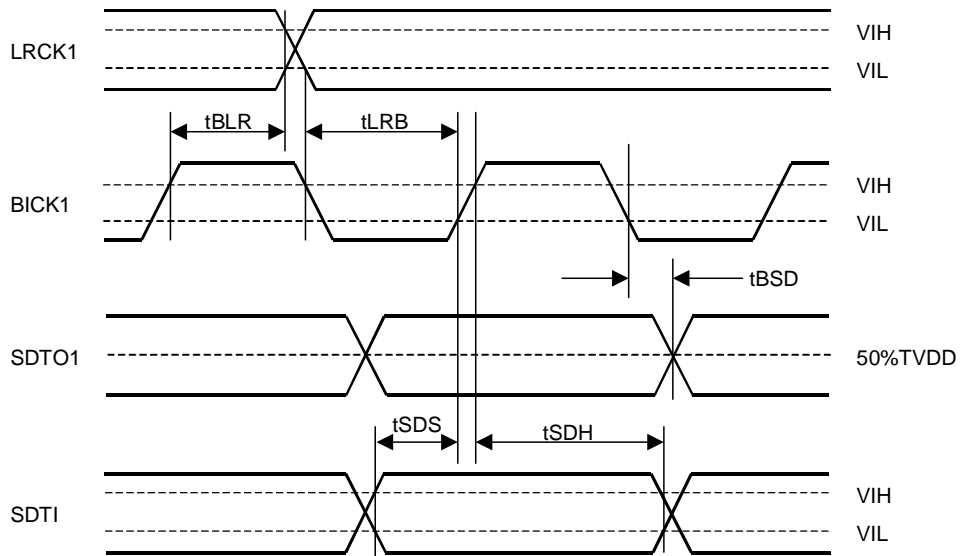 LRCK1
VIH
VIL
tBLR
tLRB
BICK1
VIH
VIL
tBSD
SDTO1
50%TVDD
tSDS
tSDH
SDTI
VIH
VIL